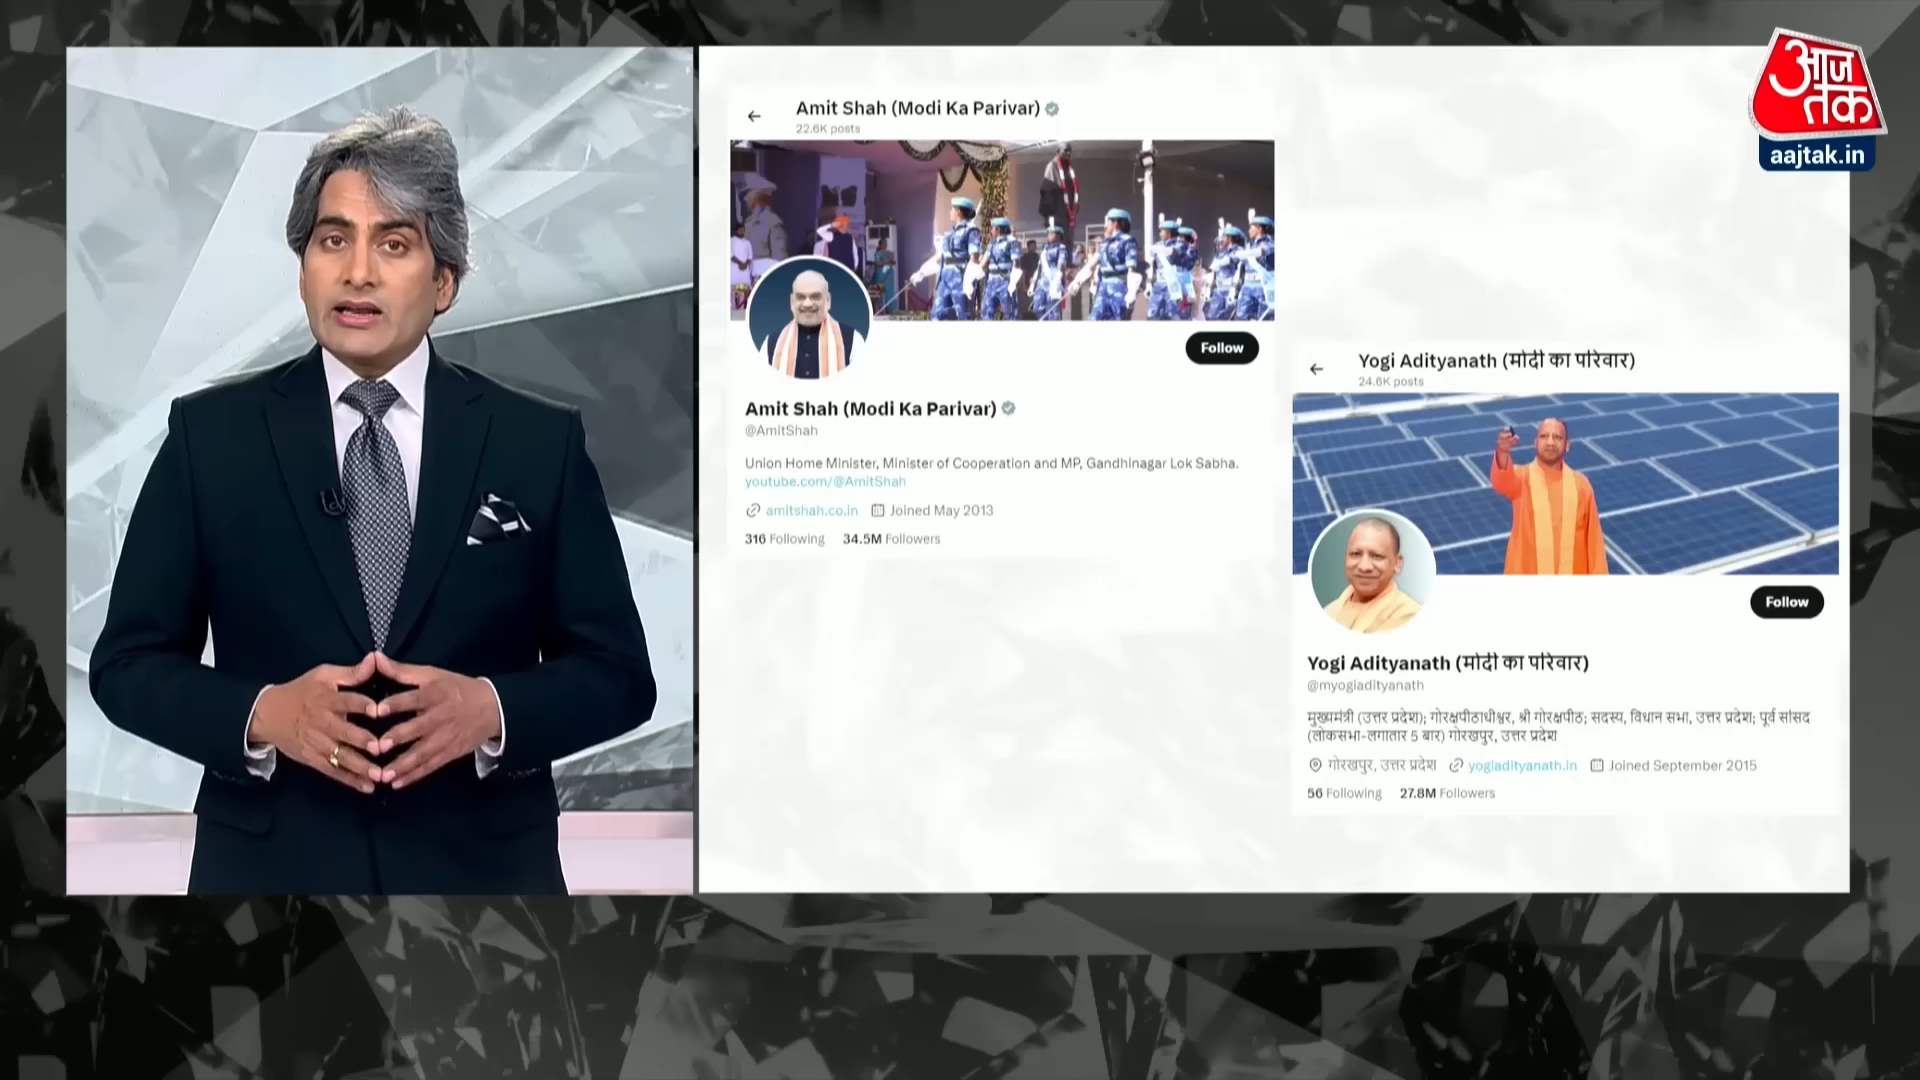 आज
तक
aajtak.in
Amit Shah (Modi Ka Parivar)
22.6K posts
Follow
Amit Shah (Modi Ka Parivar)
@AmitShah
Union Home Minister, Minister of Cooperation and MP, Gandhinagar Lok Sabha.
youtube.com/@AmitShah
amitshah.co.in Joined May 2013
316 Following 34.5M Followers
Yogi Adityanath (मोदी का परिवार)
24.6K posts
Follow
Yogi Adityanath (मोदी का परिवार)
@myogiadityanath
मुख्यमंत्री (उत्तर प्रदेश); गोरक्षपीठाधीश्वर, श्री गोरक्षपीठ; सदस्य, विधान सभा, उत्तर प्रदेश; पूर्व सांसद
(लोकसभा-लगातार 5 बार) गोरखपुर, उत्तर प्रदेश
गोरखपुर, उत्तर प्रदेश yogiadityanath.in Joined September 2015
56 Following 27.8M Followers